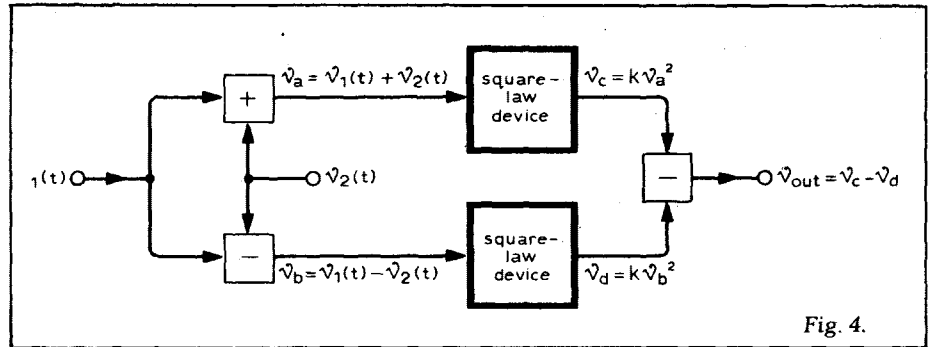 𝒱a = 𝒱1(t) + 𝒱2(t)
square-
law
device
𝒱c = k𝒱a²
+
1(t)
𝒱2(t)
−
𝒱out = 𝒱c − 𝒱d
−
𝒱b = 𝒱1(t) − 𝒱2(t)
square-
law
device
𝒱d = k𝒱b²
Fig. 4.